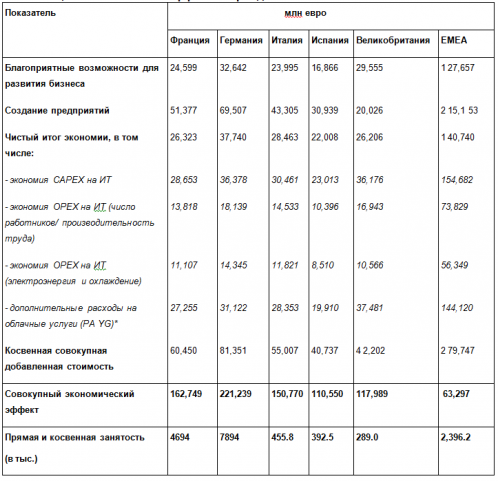 Показатель
млн евро
Франция Германия Италия Испания Великобритания EMEA
Благоприятные возможности для 24,599 32,642 23,995 16,866 29,555 1 27,657
развития бизнеса
Создание предприятий 51,377 69,507 43,305 30,939 20,026 2 15,1 53
Чистый итог экономии, в том 26,323 37,740 28,463 22,008 26,206 1 40,740
числе:
- экономия CAPEX на ИТ 28,653 36,378 30,461 23,013 36,176 154,682
- экономия OPEX на ИТ (число 13,818 18,139 14,533 10,396 16,943 73,829
работников/ производительность
труда)
- экономия OPEX на ИТ 11,107 14,345 11,821 8,510 10,566 56,349
(электроэнергия и охлаждение)
- дополнительные расходы на 27,255 31,122 28,353 19,910 37,481 144,120
облачные услуги (PA YG)*
Косвенная совокупная 60,450 81,351 55,007 40,737 4 2,202 2 79,747
добавленная стоимость
Совокупный экономический 162,749 221,239 150,770 110,550 117,989 63,297
эффект
Прямая и косвенная занятость 4694 7894 455.8 392.5 289.0 2,396.2
(в тыс.)